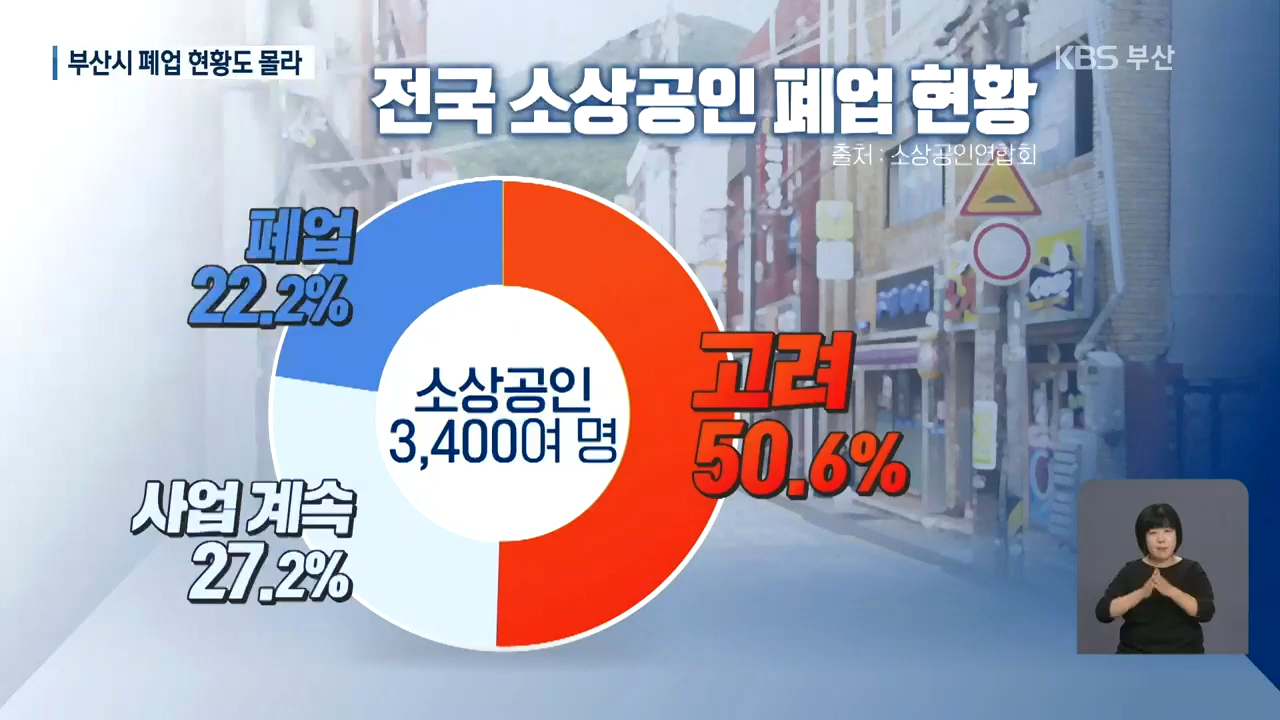 부산시 폐업 현황도 몰라
KBS 부산
전국 소상공인 폐업 현황
출처 : 소상공인연합회
폐업
22.2%
고려
50.6%
소상공인
3,400여 명
사업 계속
27.2%